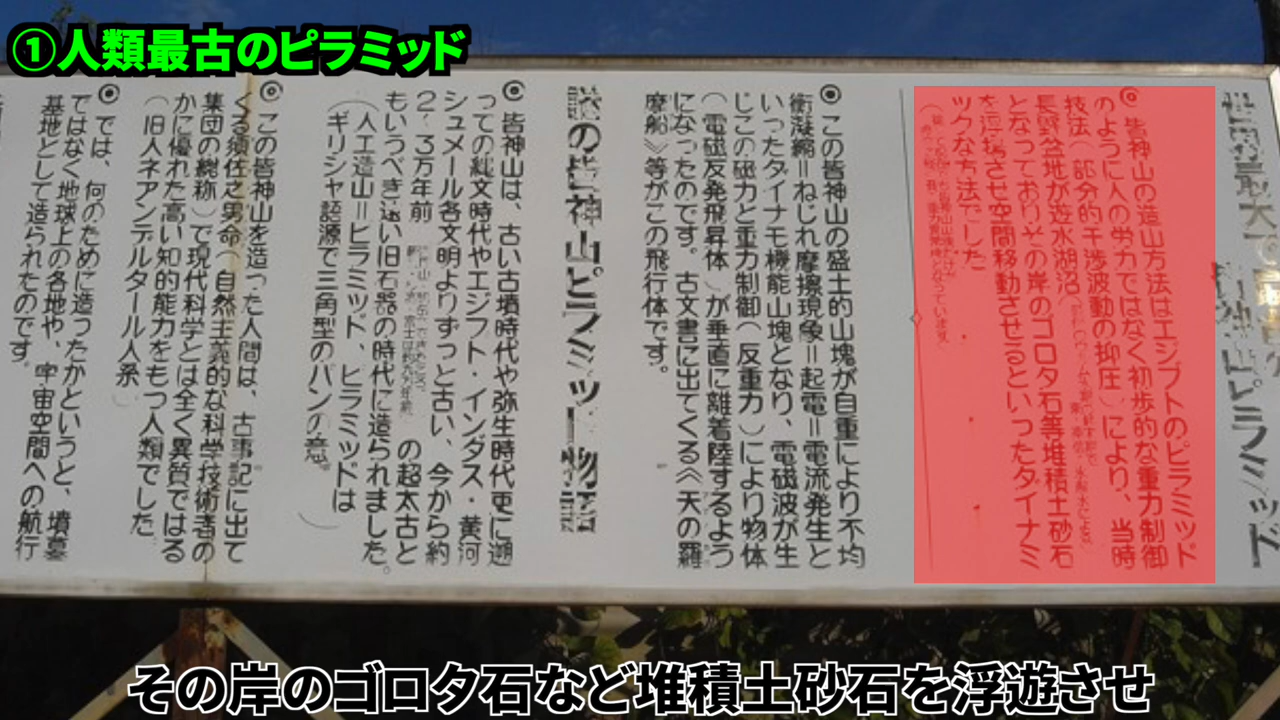 ①人類最古のピラミッド
世界最大で
皆神山ピラミッド
◎皆神山の造山方法はエジプトのピラミッド
のように人の労力ではなく初歩的な重力制御
技法(部分的干渉波動の抑圧)により、当時
長野盆地が遊水湖沼
となっておりその岸のゴロタ石等堆積土砂石
を浮揚させ空間移動させるといったタイナミ
ックな方法でした
◎この皆神山の盛土的山塊が自重により不均
衡凝縮=ねじれ摩擦現象=起電=電流発生と
いったタイナモ機能山塊となり、電磁波が生
じこの磁力と重力制御(反重力)により物体
(電磁反発飛昇体)が垂直に離着陸するよう
になったのです。古文書に出てくる《天の羅
摩船》等がこの飛行体です。
謎の皆神山ピラミッド物語
◎皆神山は、古い古墳時代や弥生時代更に遡
っての縄文時代やエジプト・インダス・黄河
シュメール各文明よりずっと古い、今から約
2・3万年前
の超太古と
もいうべき遠い旧石器の時代に造られました。
(人工造山=ピラミット、ピラミッドは
ギリシャ語源で三角型のパンの意。)
◎この皆神山を造った人間は、古事記に出て
くる須佐之男命(自然主義的な科学技術者の
集団の総称)で現代科学とは全く異質ではる
かに優れた高い知的能力をもつ人類でした
(旧人ネアンデルタール人系)
◎では、何のために造ったかというと、墳墓
ではなく地球上の各地や、宇宙空間への航行
基地として造られたのです。
その岸のゴロタ石など堆積土砂石を浮遊させ